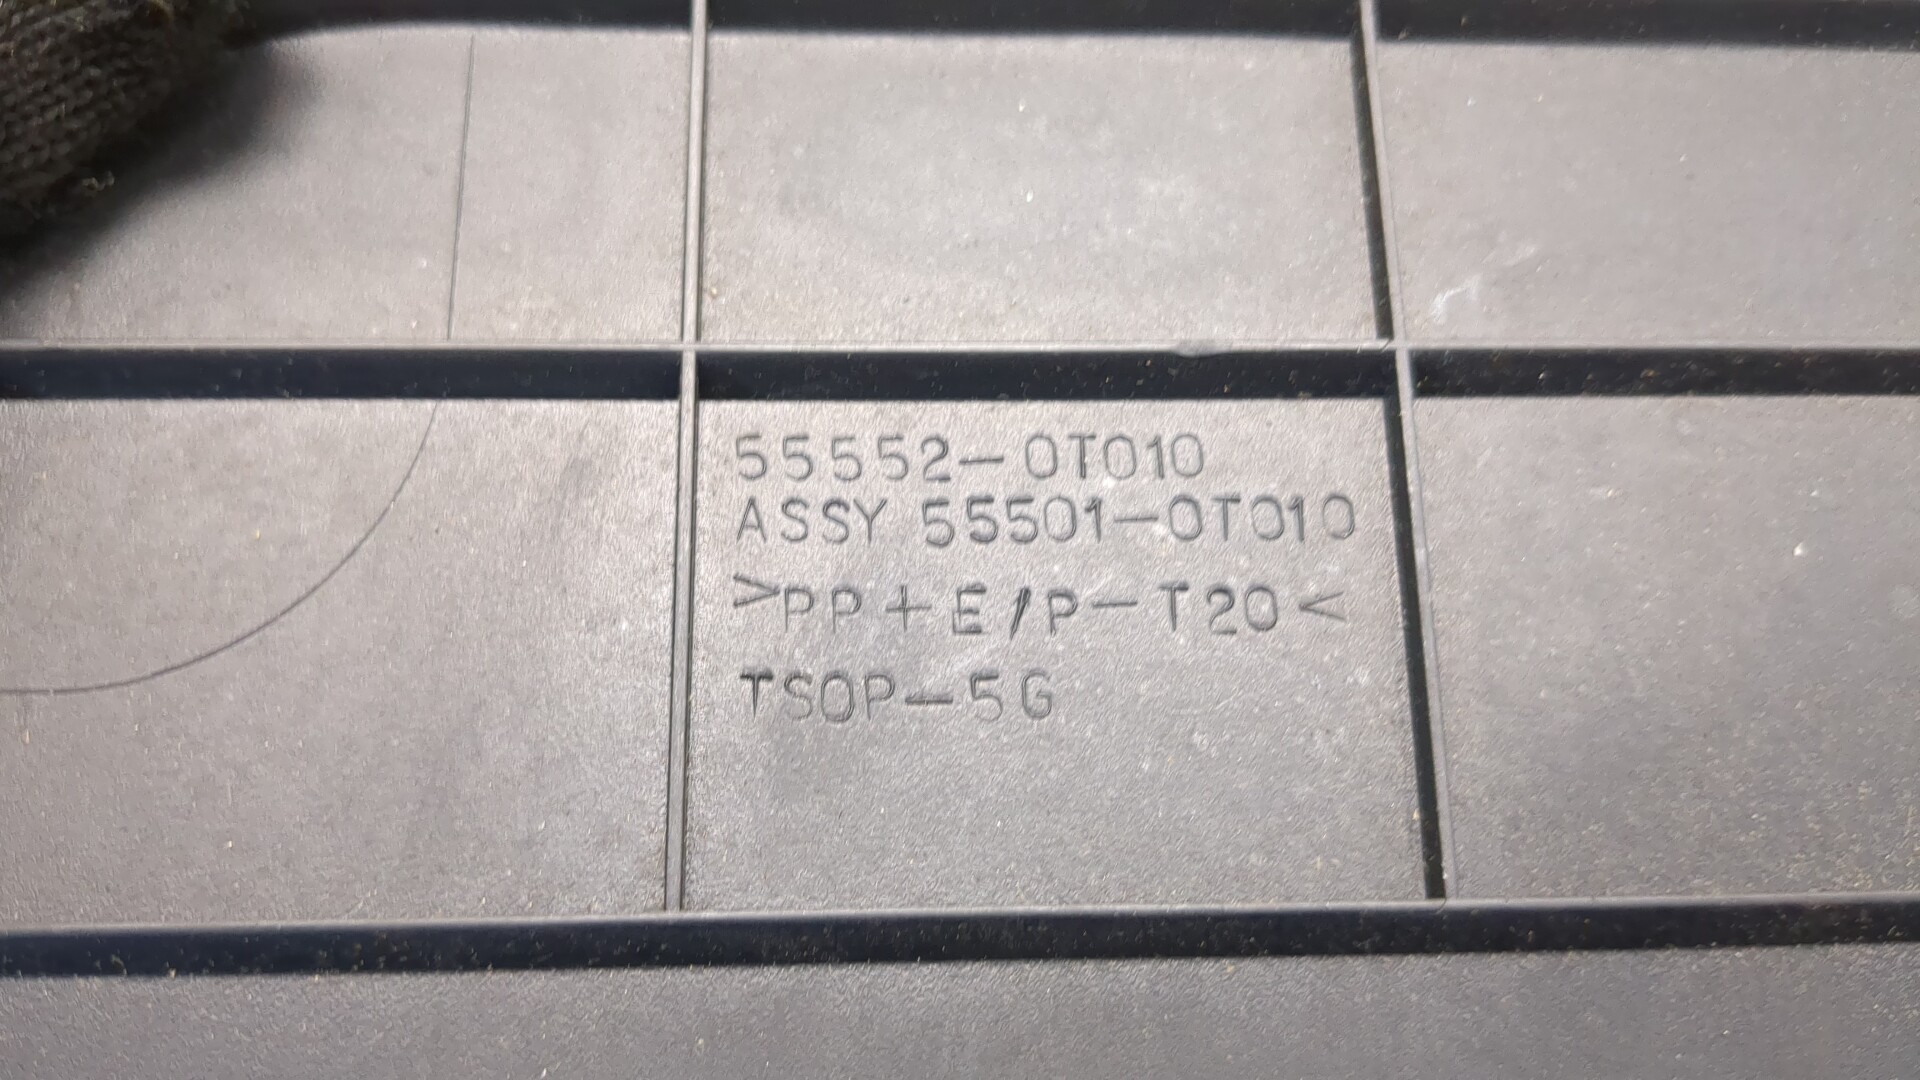 55552-0T010
ASSY 55501-0T010
>PP+E/P-T20<
TSOP-5G